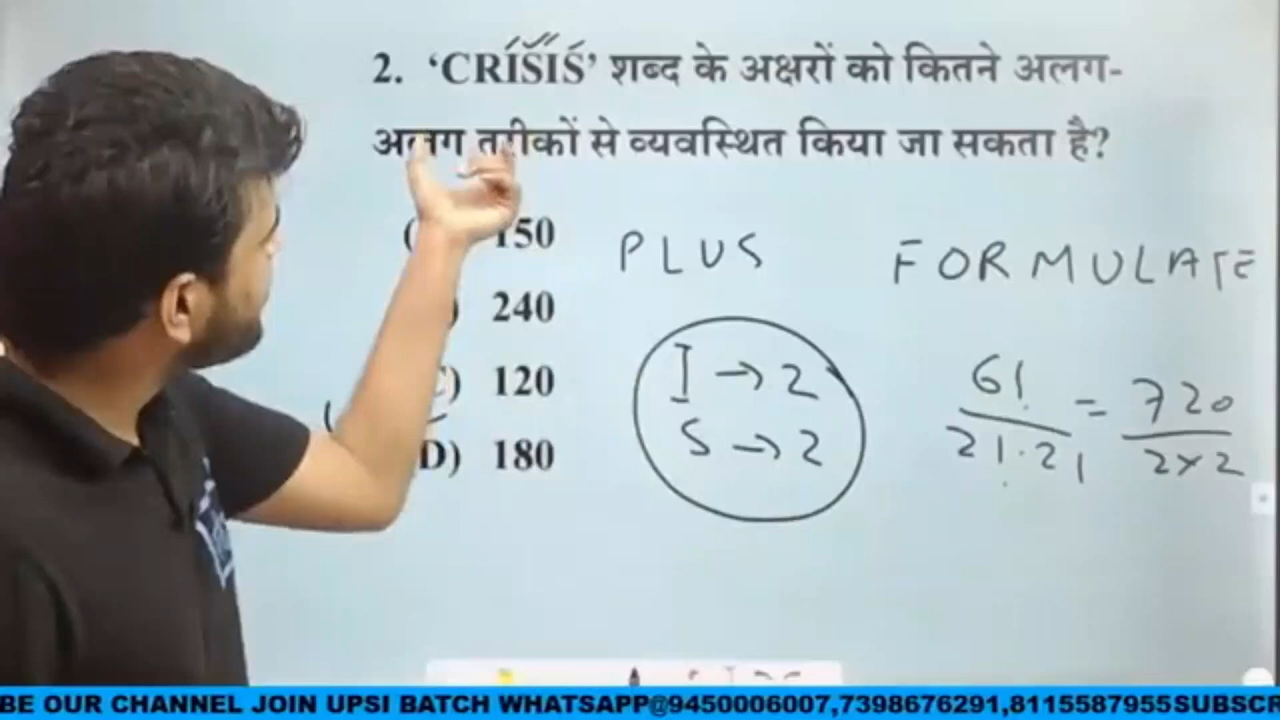 2. ‘CRISIS’ शब्द के अक्षरों को कितने अलग-
अलग तरीकों से व्यवस्थित किया जा सकता है?
150
240
C) 120
D) 180
PLUS
FORMULATE
I → 2
S → 2
6! / 2!·2! = 720 / 2×2
BE OUR CHANNEL JOIN UPSI BATCH WHATSAPP@9450006007,7398676291,8115587955SUBSCR